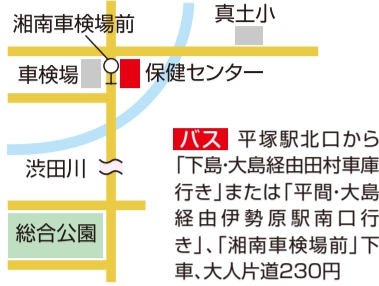 真土小
湘南車検場前
車検場
保健センター
渋田川
総合公園
バス 平塚駅北口から
「下島・大島経由田村車庫
行き」または「平間・大島
経由伊勢原駅南口行
き」、「湘南車検場前」下
車、大人片道230円